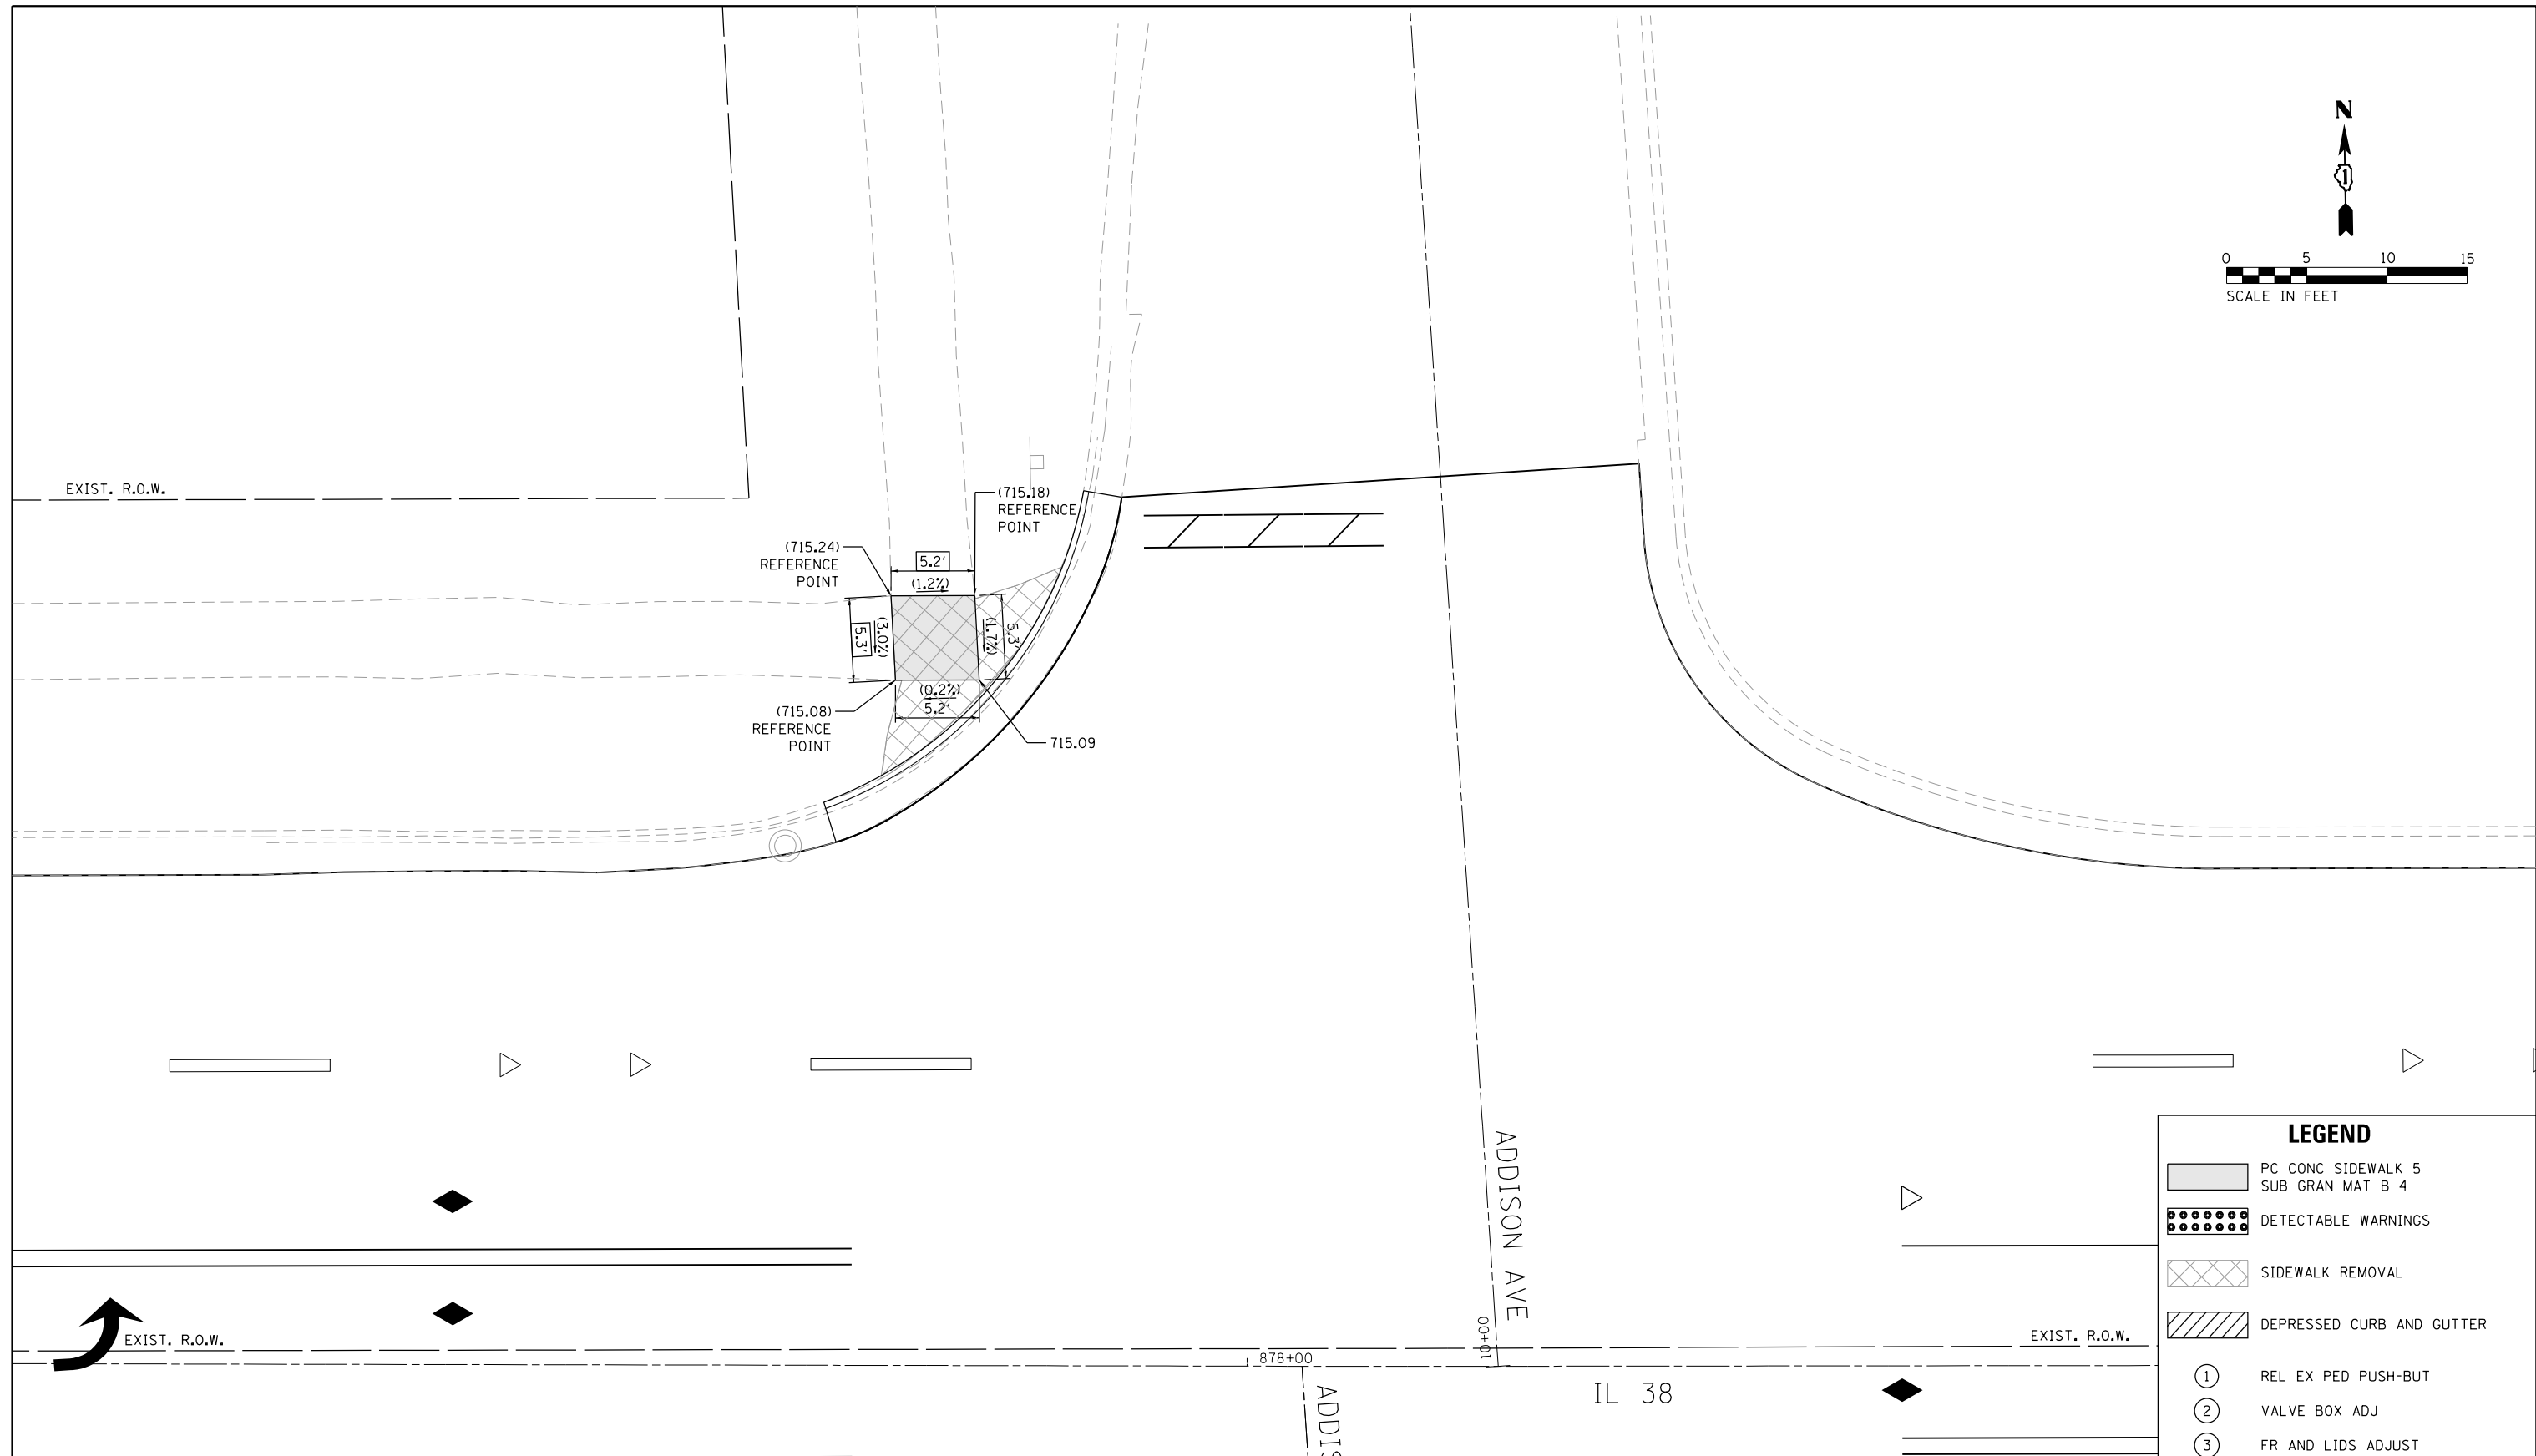 N
1
0 5 10 15
SCALE IN FEET
EXIST. R.O.W.
(715.18)
REFERENCE
POINT
(715.24)
REFERENCE
POINT
5.2'
(1.2%)
5.3'
(3.0%)
(1.7%)
5.3'
(0.2%)
5.2'
(715.08)
REFERENCE
POINT
715.09
ADDISON AVE
LEGEND
PC CONC SIDEWALK 5
SUB GRAN MAT B 4
DETECTABLE WARNINGS
SIDEWALK REMOVAL
DEPRESSED CURB AND GUTTER
1 REL EX PED PUSH-BUT
2 VALVE BOX ADJ
3 FR AND LIDS ADJUST
EXIST. R.O.W.
EXIST. R.O.W.
101+00
878+00
IL 38
ADDIS